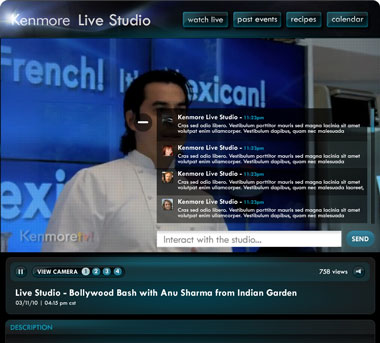 Kenmore Live Studio
watch live
past events
recipes
calendar
French! It's Mexican!
exic
Kenmore Live Studio - 11:23pm
Cras sed odio libero. Vestibulum porttitor mauris sed magna lacinia sit amet
volutpat enim ullamcorper. Vestibulum dapibus, quam nec malesuada
Kenmore Live Studio - 11:23pm
Cras sed odio libero. Vestibulum porttitor mauris sed magna lacinia sit amet
volutpat enim ullamcorper. Vestibulum dapibus, quam nec malesuada
Kenmore Live Studio - 11:23pm
Cras sed odio libero. Vestibulum porttitor mauris sed magna lacinia sit amet
volutpat enim ullamcorper. Vestibulum dapibus, quam nec malesuada laoreet,
Kenmore Live Studio - 11:23pm
Cras sed odio libero. Vestibulum porttitor mauris sed magna lacinia sit amet
volutpat enim ullamcorper. Vestibulum dapibus, quam nec malesuada
Kenmore
Interact with the studio...
SEND
VIEW CAMERA 1 2 3 4
758 views
Live Studio - Bollywood Bash with Anu Sharma from Indian Garden
03/11/10 | 04:15 pm cst
DESCRIPTION